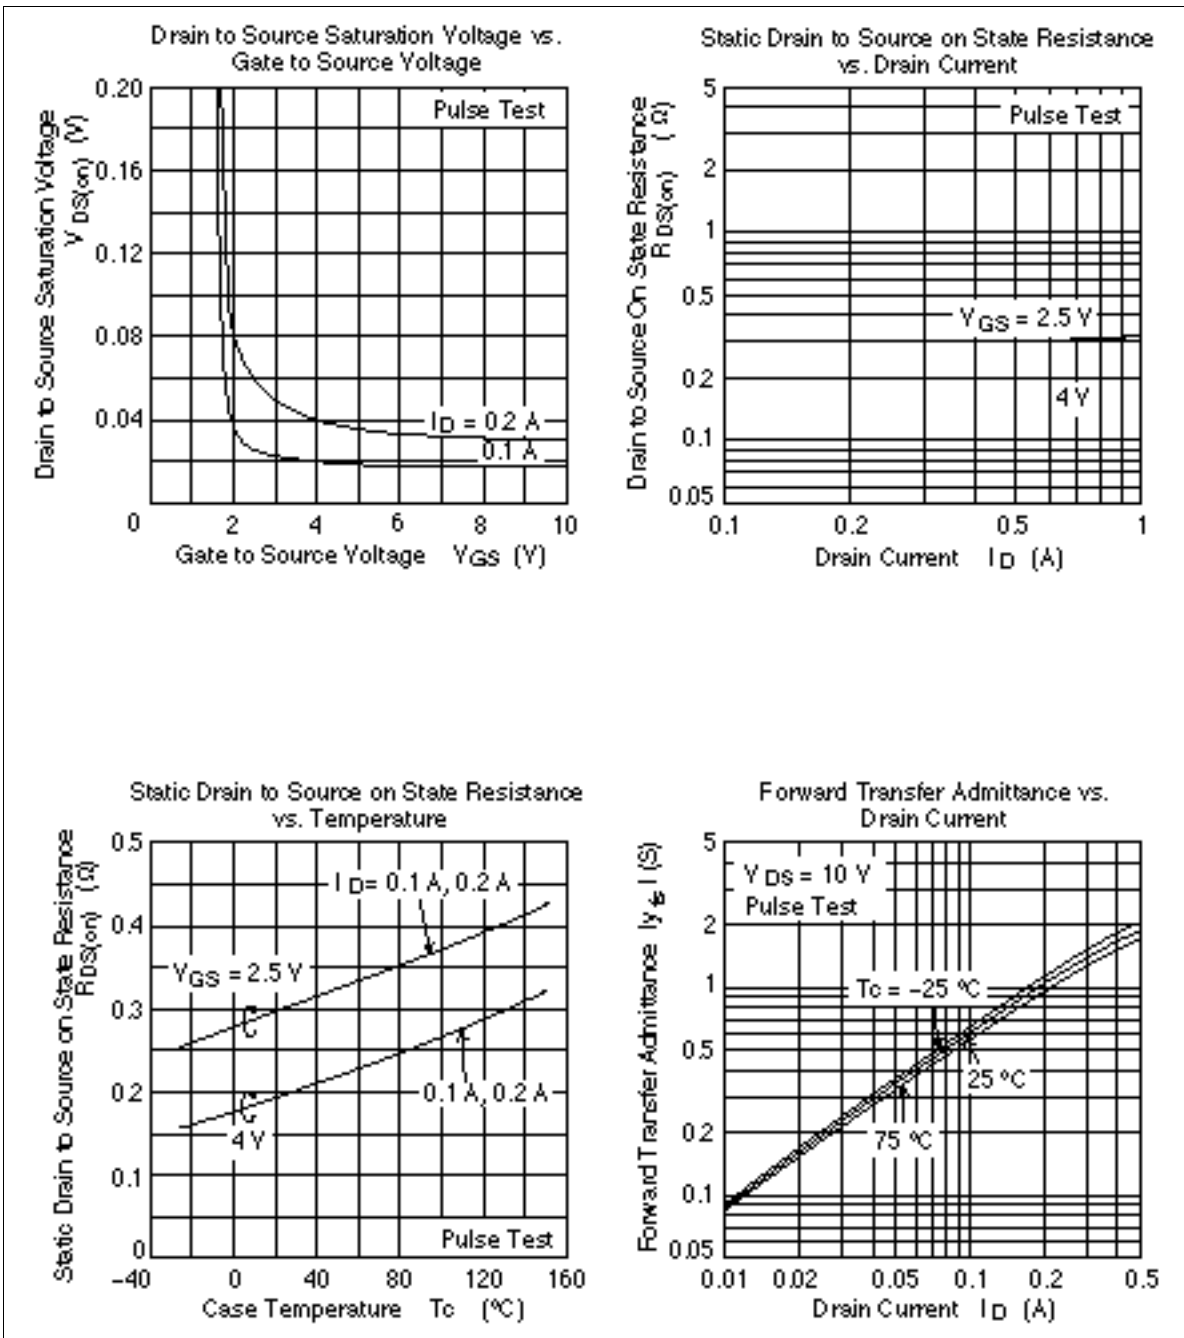 Drain to Source Saturation Voltage vs.
Gate to Source Voltage
Drain to Source Saturation Voltage
V DS(on) (V)
0.20
0.16
0.12
0.08
0.04
0
Pulse Test
I D = 0.2 A
0.1 A
2 4 6 8 10
Gate to Source Voltage VGS (V)
Static Drain to Source on State Resistance
vs. Drain Current
Drain to Source On State Resistance
R DS(on) (Ω)
5
2
1
0.5
0.2
0.1
0.05
Pulse Test
VGS = 2.5 V
4 V
0.1 0.2 0.5 1
Drain Current I D (A)
Static Drain to Source on State Resistance
vs. Temperature
Static Drain to Source on State Resistance
RDS(on) (Ω)
0.5
0.4
0.3
0.2
0.1
0
I D= 0.1 A, 0.2 A
VGS = 2.5 V
0.1 A, 0.2 A
4 V
Pulse Test
−40 0 40 80 120 160
Case Temperature Tc (ºC)
Forward Transfer Admittance vs.
Drain Current
Forward Transfer Admittance |y fs | (S)
5
2
1
0.5
0.2
0.1
0.05
V DS = 10 V
Pulse Test
Tc = −25 ºC
25 ºC
75 ºC
0.01 0.02 0.05 0.1 0.2 0.5
Drain Current I D (A)